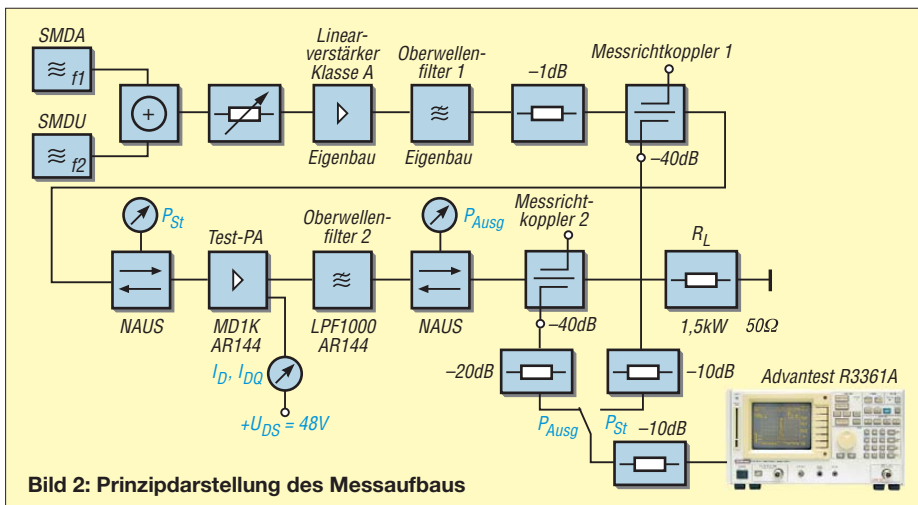 SMDA
f1
SMDU
f2
Linear-
verstärker
Klasse A
Eigenbau
Oberwellen-
filter 1
Eigenbau
–1dB
Messrichtkoppler 1
–40dB
P_St
NAUS
Test-PA
MD1K
AR144
I_D, I_DQ
+U_DS = 48V
Oberwellen-
filter 2
LPF1000
AR144
P_Ausg
NAUS
Messricht-
koppler 2
–40dB
R_L
1,5kW
50Ω
–20dB
–10dB
P_Ausg
P_St
–10dB
Advantest R3361A
Bild 2: Prinzipdarstellung des Messaufbaus